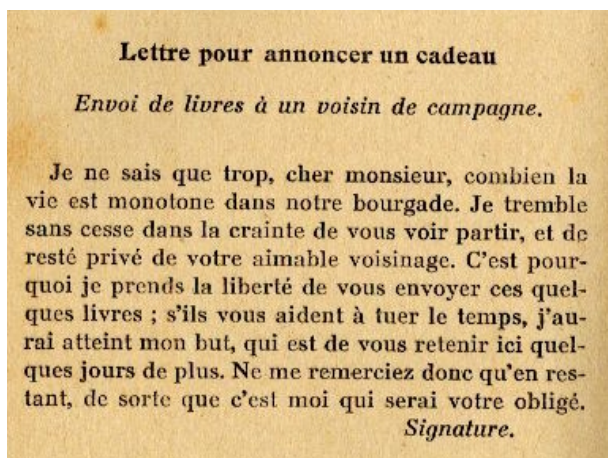 Lettre pour annoncer un cadeau
Envoi de livres à un voisin de campagne.
Je ne sais que trop, cher monsieur, combien la
vie est monotone dans notre bourgade. Je tremble
sans cesse dans la crainte de vous voir partir, et de
resté privé de votre aimable voisinage. C'est pour-
quoi je prends la liberté de vous envoyer ces quel-
ques livres ; s'ils vous aident à tuer le temps, j'au-
rai atteint mon but, qui est de vous retenir ici quel-
ques jours de plus. Ne me remerciez donc qu'en res-
tant, de sorte que c'est moi qui serai votre obligé.
Signature.